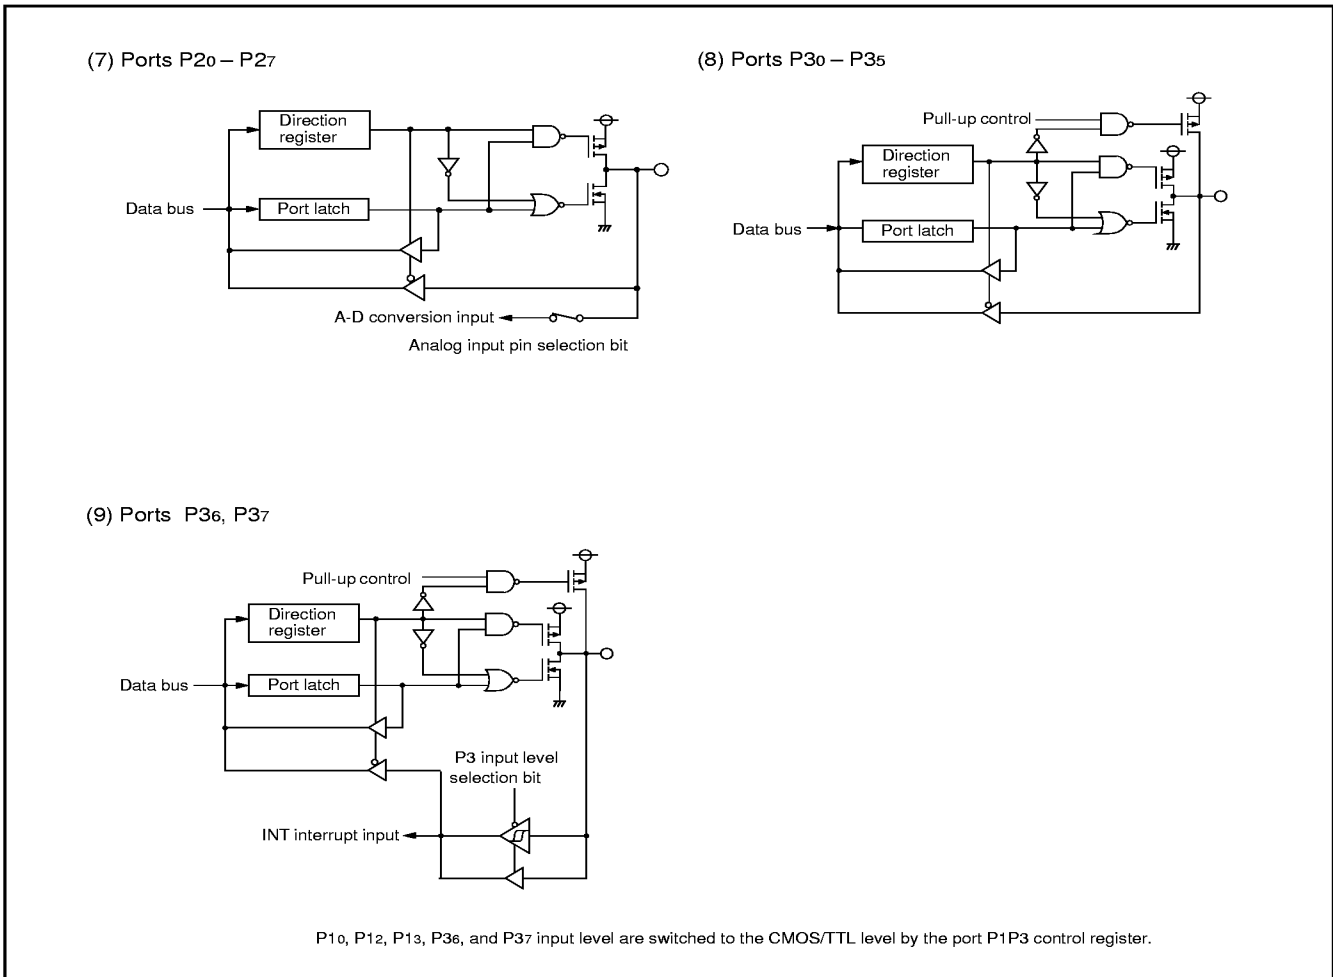 (7) Ports P20 – P27
Direction
register
Data bus
Port latch
A-D conversion input
Analog input pin selection bit
(8) Ports P30 – P35
Pull-up control
Direction
register
Data bus
Port latch
(9) Ports P36, P37
Pull-up control
Direction
register
Data bus
Port latch
P3 input level
selection bit
INT interrupt input
P10, P12, P13, P36, and P37 input level are switched to the CMOS/TTL level by the port P1P3 control register.